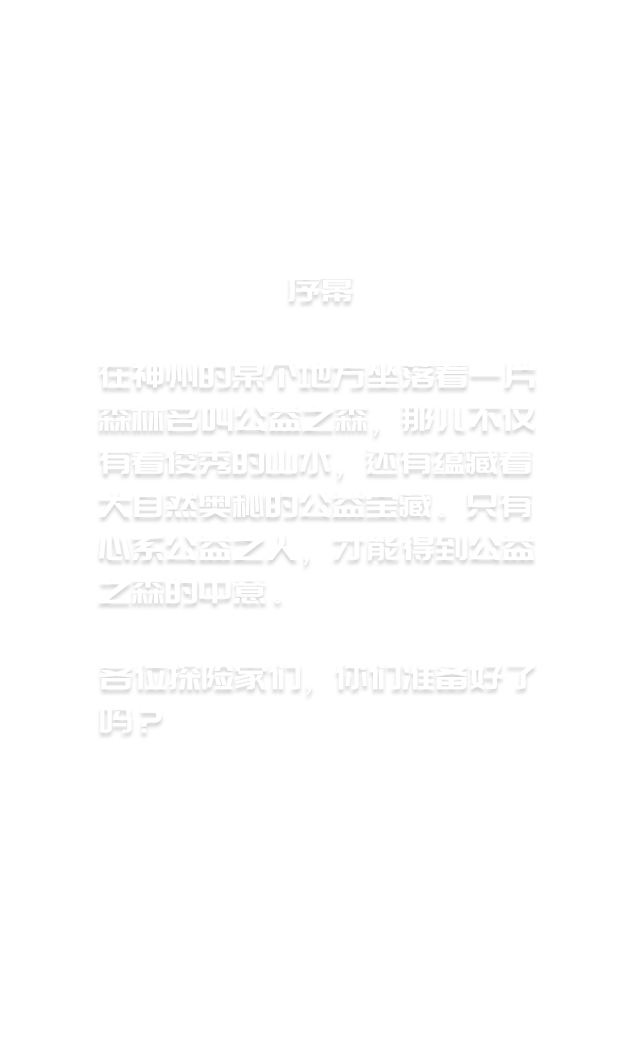 序幕
在神州的某个地方坐落着一片
森林名叫公益之森，那儿不仅
有着俊秀的山水，还有蕴藏着
大自然奥秘的公益宝藏。只有
心系公益之人，才能得到公益
之森的中意。
各位探险家们，你们准备好了
吗？